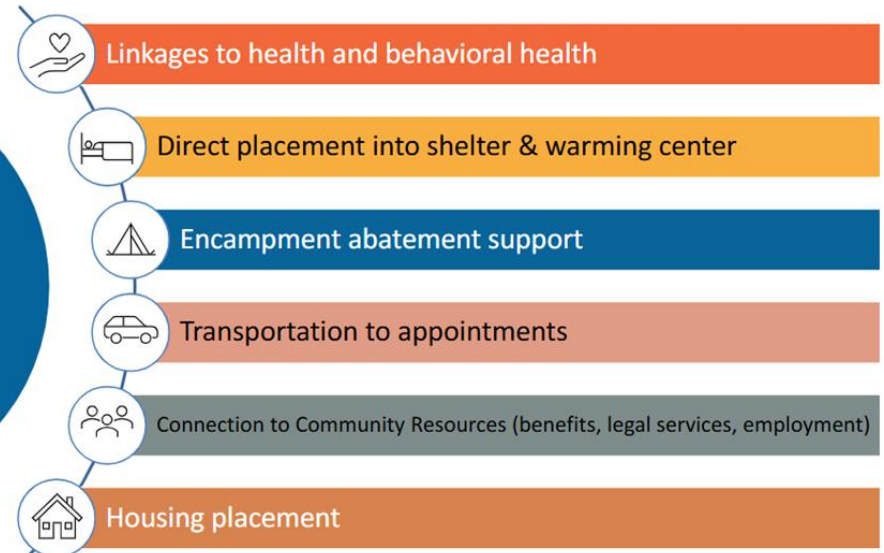 Linkages to health and behavioral health
Direct placement into shelter & warming center
Encampment abatement support
Transportation to appointments
Connection to Community Resources (benefits, legal services, employment)
Housing placement